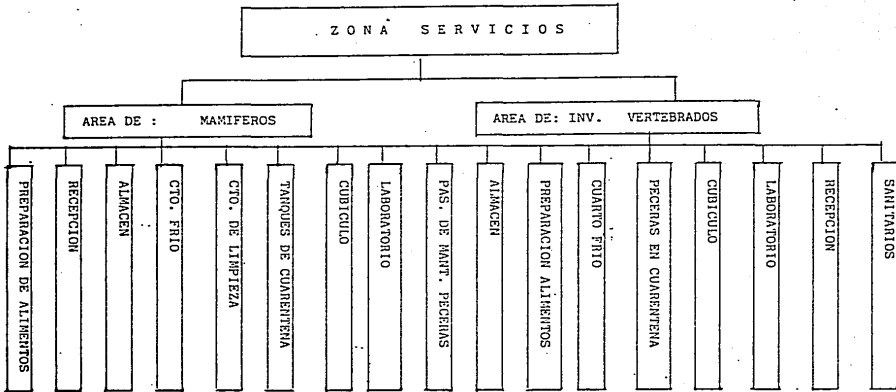 ZONA SERVICIOS
AREA DE : MAMIFEROS
AREA DE: INV. VERTEBRADOS
PREPARACION DE ALIMENTOS
RECEPCION
ALMACEN
CTO. FRIO
CTO. DE LIMPIEZA
TANQUES DE CUARENTENA
CUBICULO
LABORATORIO
PAS. DE MANT. PECERAS
ALMACEN
PREPARACION ALIMENTOS
CUARTO FRIO
PECERAS EN CUARENTENA
CUBICULO
LABORATORIO
RECEPCION
SANITARIOS